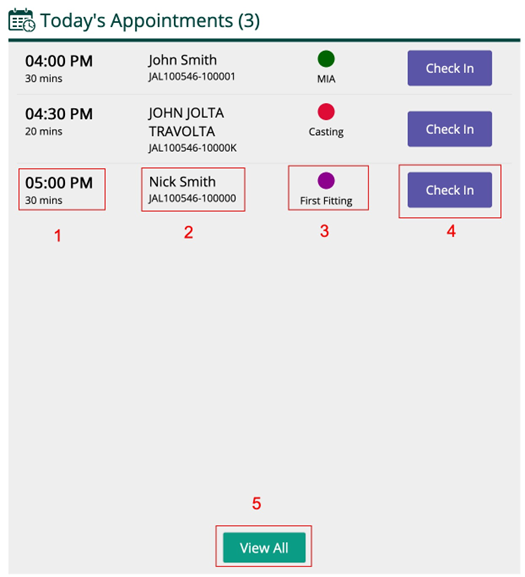 Today's Appointments (3)
04:00 PM
30 mins
John Smith
JAL100546-100001
MIA
Check In
04:30 PM
20 mins
JOHN JOLTA
TRAVOLTA
JAL100546-10000K
Casting
Check In
05:00 PM
30 mins
Nick Smith
JAL100546-100000
First Fitting
Check In
1
2
3
4
5
View All